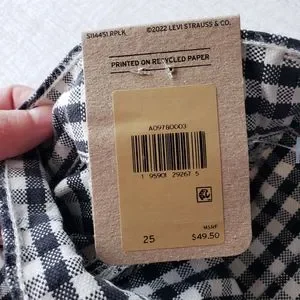 S114451 RPLK
©2022 LEVI STRAUSS & CO.
PRINTED ON RECYCLED PAPER
A09780003
1 95901 29267 5
25
MSRP
$49.50